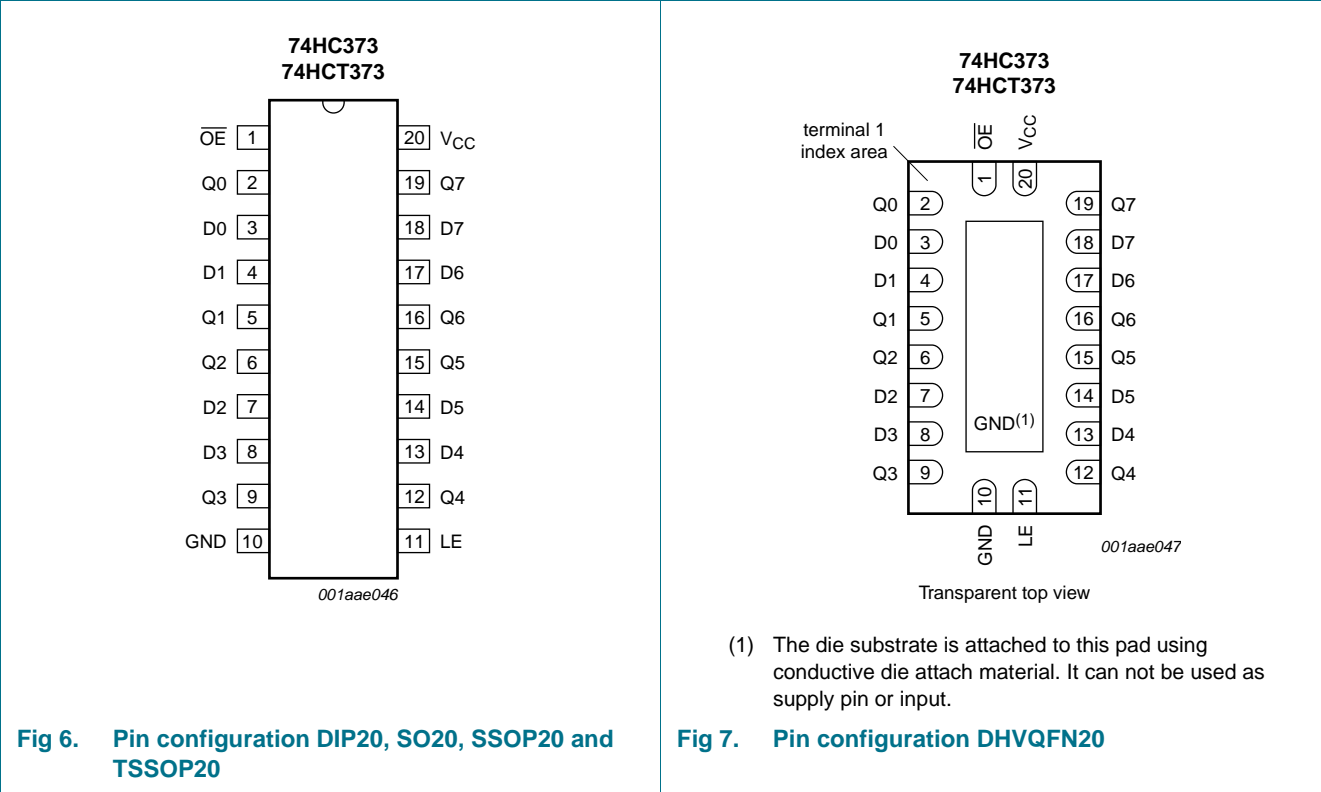 74HC373
74HCT373
OE 1
20 VCC
Q0 2
19 Q7
D0 3
18 D7
D1 4
17 D6
Q1 5
16 Q6
Q2 6
15 Q5
D2 7
14 D5
D3 8
13 D4
Q3 9
12 Q4
GND 10
11 LE
001aae046
Fig 6. Pin configuration DIP20, SO20, SSOP20 and
TSSOP20
74HC373
74HCT373
terminal 1
index area
OE
VCC
1
20
Q0 2
19 Q7
D0 3
18 D7
D1 4
17 D6
Q1 5
16 Q6
Q2 6
15 Q5
D2 7
14 D5
D3 8
GND(1)
13 D4
Q3 9
12 Q4
10
11
GND
LE
001aae047
Transparent top view
(1) The die substrate is attached to this pad using
conductive die attach material. It can not be used as
supply pin or input.
Fig 7. Pin configuration DHVQFN20